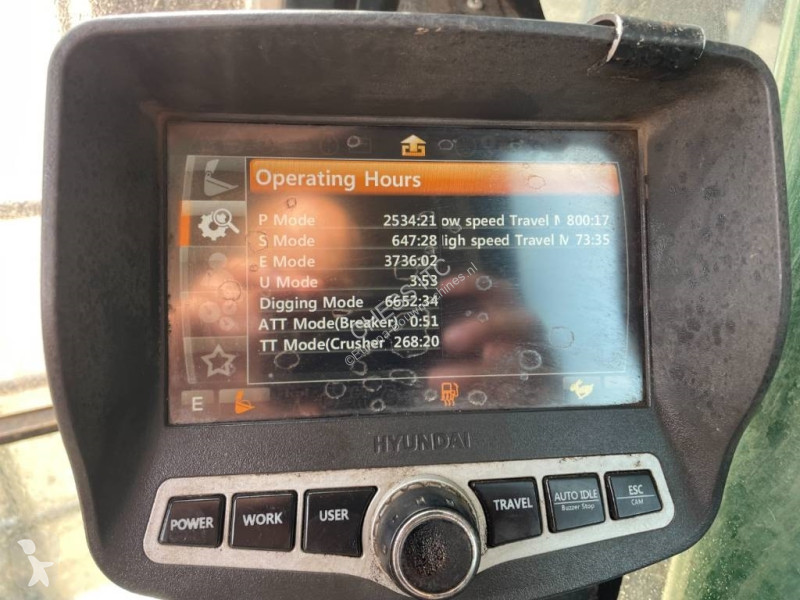 Operating Hours
P Mode 2534:21 ow speed Travel M 800:17
S Mode 647:28 igh speed Travel M 73:35
E Mode 3736:02
U Mode 3:53
Digging Mode 6652:34
ATT Mode(Breaker) 0:51
TT Mode(Crusher 268:20
E
HYUNDAI
POWER WORK USER TRAVEL AUTO IDLE ESC
Buzzer Stop CAM